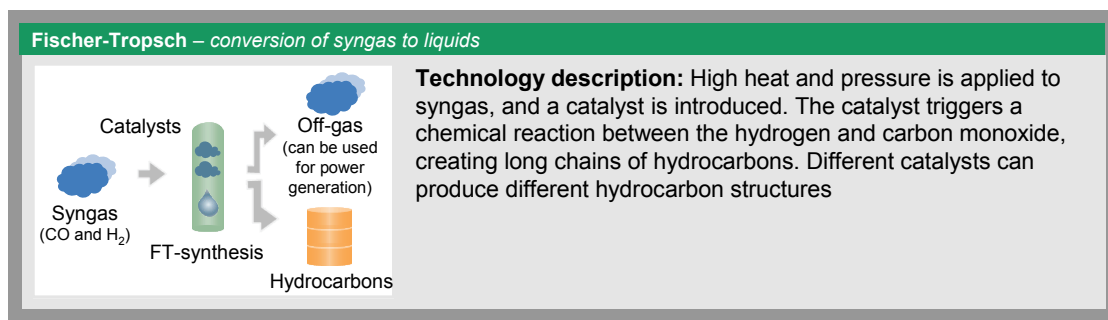 Fischer-Tropsch – conversion of syngas to liquids
Catalysts
Syngas
(CO and H₂)
FT-synthesis
Off-gas
(can be used
for power
generation)
Hydrocarbons
Technology description: High heat and pressure is applied to
syngas, and a catalyst is introduced. The catalyst triggers a
chemical reaction between the hydrogen and carbon monoxide,
creating long chains of hydrocarbons. Different catalysts can
produce different hydrocarbon structures